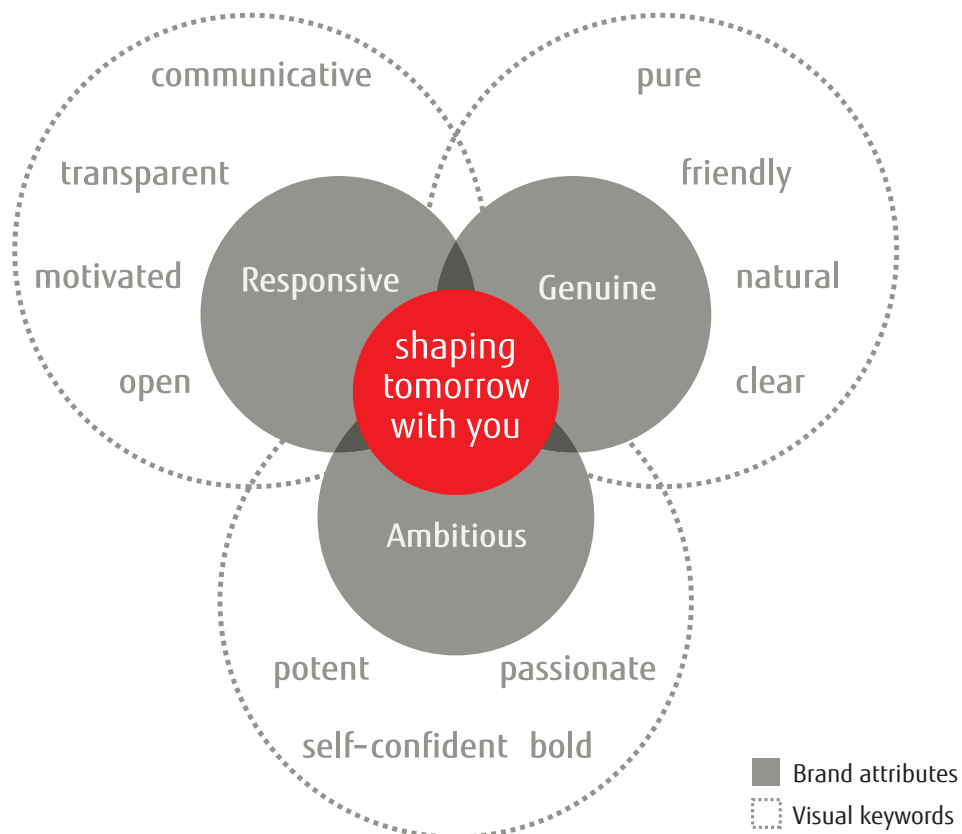 communicative
transparent
motivated
open
Responsive
pure
friendly
natural
clear
Genuine
shaping
tomorrow
with you
Ambitious
potent
passionate
self-confident
bold
Brand attributes
Visual keywords